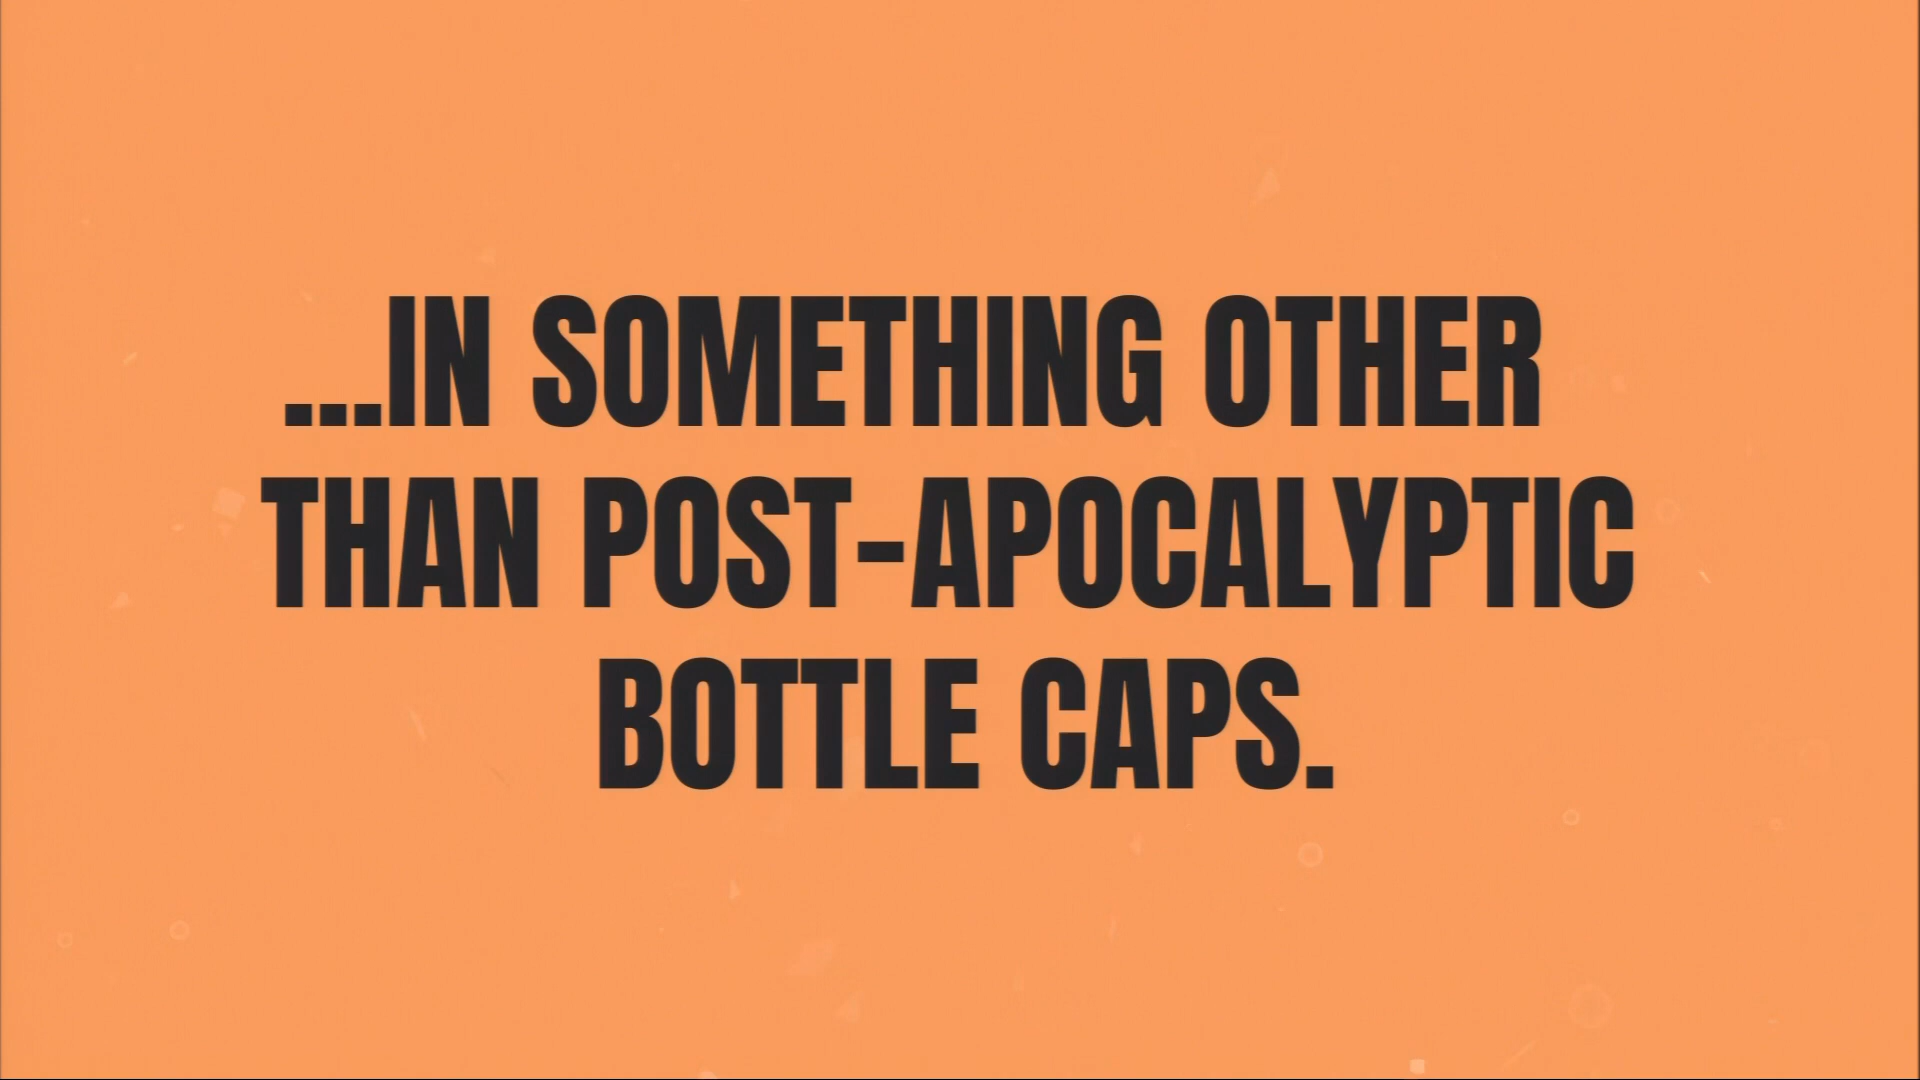 ...IN SOMETHING OTHER
THAN POST-APOCALYPTIC
BOTTLE CAPS.